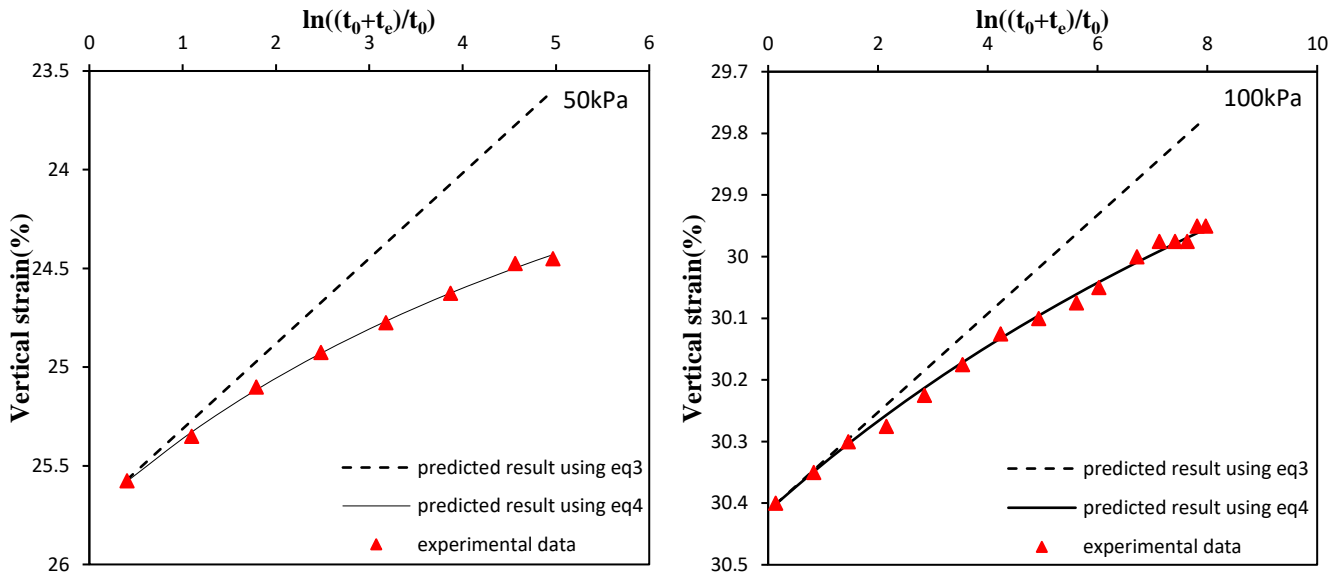 ln((t₀+tₑ)/t₀)
0 1 2 3 4 5 6
23.5
24
24.5
25
25.5
26
Vertical strain(%)
50kPa
predicted result using eq3
predicted result using eq4
experimental data
ln((t₀+tₑ)/t₀)
0 2 4 6 8 10
29.7
29.8
29.9
30
30.1
30.2
30.3
30.4
30.5
Vertical strain(%)
100kPa
predicted result using eq3
predicted result using eq4
experimental data